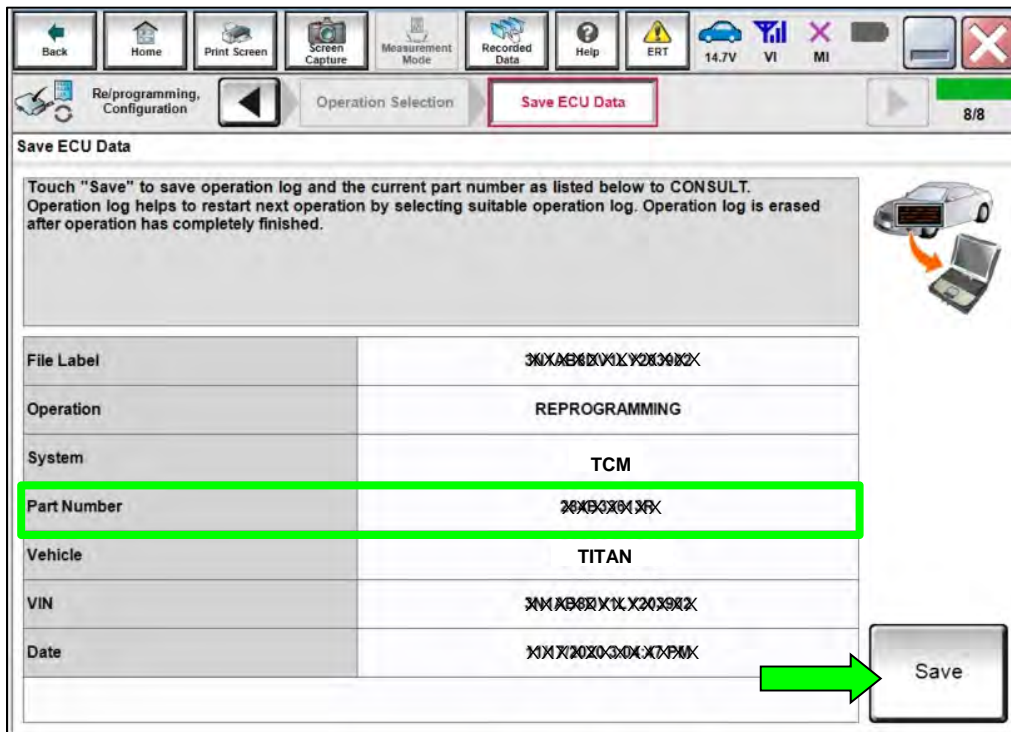 Back
Home
Print Screen
Screen
Capture
Measurement
Mode
Recorded
Data
Help
ERT
14.7V
VI
MI
Re/programming,
Configuration
Operation Selection
Save ECU Data
8/8
Save ECU Data
Touch "Save" to save operation log and the current part number as listed below to CONSULT.
Operation log helps to restart next operation by selecting suitable operation log. Operation log is erased
after operation has completely finished.
File Label
Operation
REPROGRAMMING
System
TCM
Part Number
Vehicle
TITAN
VIN
Date
Save